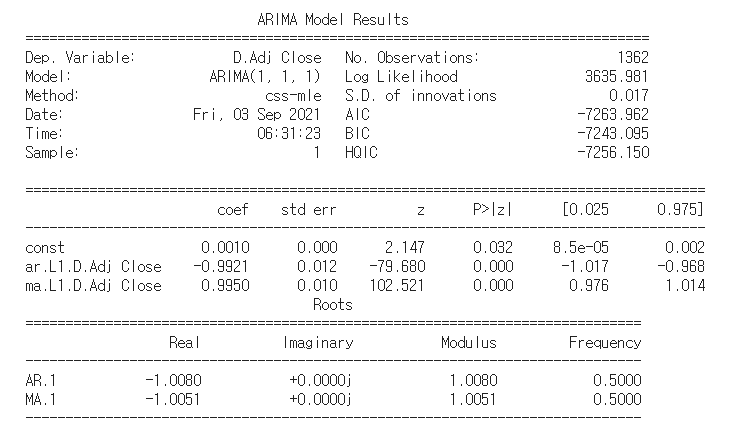 ARIMA Model Results
==============================================================================
Dep. Variable: D.Adj Close No. Observations: 1362
Model: ARIMA(1, 1, 1) Log Likelihood 3635.981
Method: css-mle S.D. of innovations 0.017
Date: Fri, 03 Sep 2021 AIC -7263.962
Time: 06:31:23 BIC -7243.095
Sample: 1 HQIC -7256.150
=====================================================================================
coef std err z P>|z| [0.025 0.975]
-------------------------------------------------------------------------------------
const 0.0010 0.000 2.147 0.032 8.5e-05 0.002
ar.L1.D.Adj Close -0.9921 0.012 -79.680 0.000 -1.017 -0.968
ma.L1.D.Adj Close 0.9950 0.010 102.521 0.000 0.976 1.014
Roots
=============================================================================
Real Imaginary Modulus Frequency
-----------------------------------------------------------------------------
AR.1 -1.0080 +0.0000j 1.0080 0.5000
MA.1 -1.0051 +0.0000j 1.0051 0.5000
-----------------------------------------------------------------------------